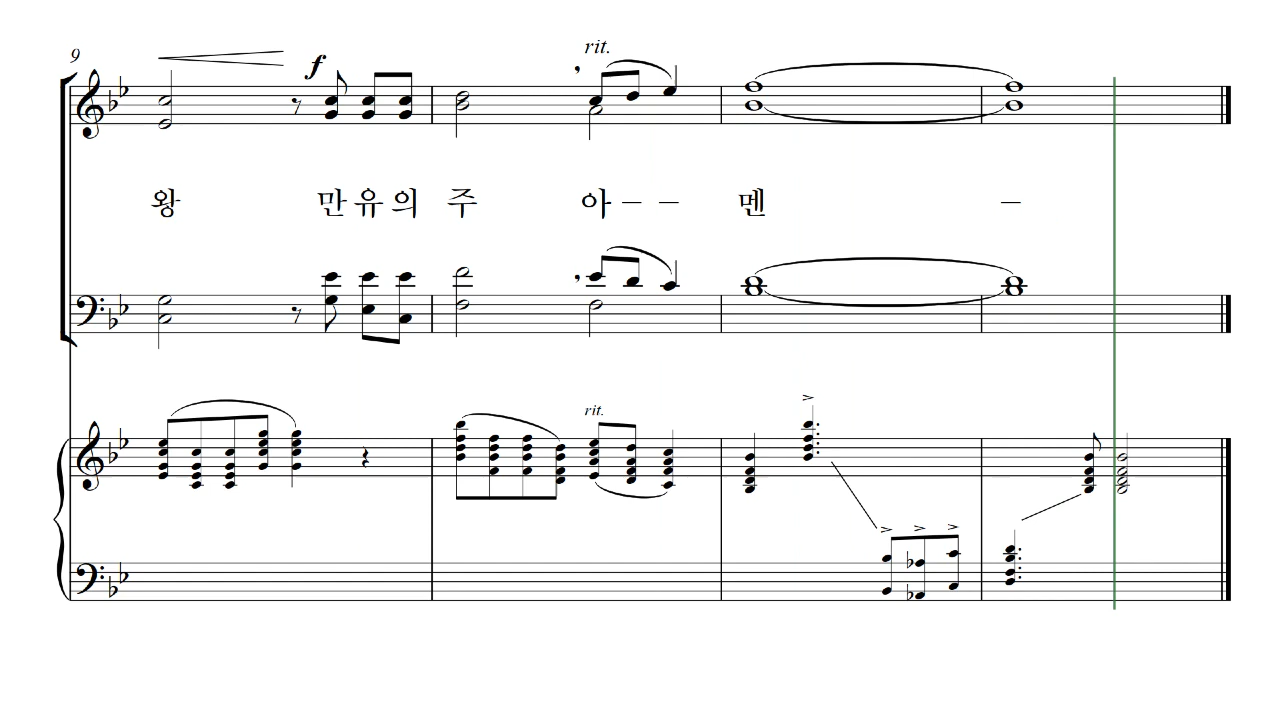 9
f
rit.
왕 만 유 의 주 아 – – 멘 –
rit.